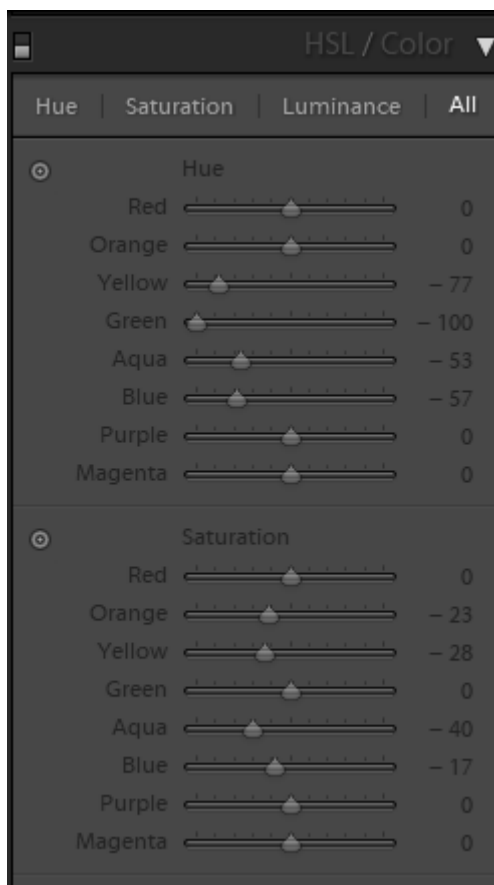 HSL / Color ▼
Hue | Saturation | Luminance | All
Hue
Red 0
Orange 0
Yellow – 77
Green – 100
Aqua – 53
Blue – 57
Purple 0
Magenta 0
Saturation
Red 0
Orange – 23
Yellow – 28
Green 0
Aqua – 40
Blue – 17
Purple 0
Magenta 0